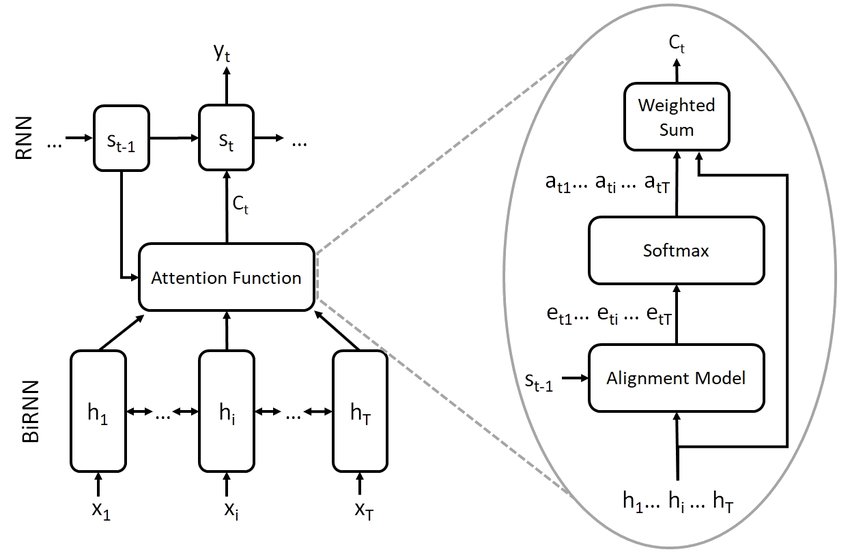 y_t
RNN
... s_{t-1} s_t ...
C_t
Attention Function
BiRNN
h_1 ... h_i ... h_T
x_1 x_i x_T
C_t
Weighted
Sum
a_{t1}... a_{ti} ... a_{tT}
Softmax
e_{t1}... e_{ti} ... e_{tT}
s_{t-1}
Alignment Model
h_1... h_i ... h_T